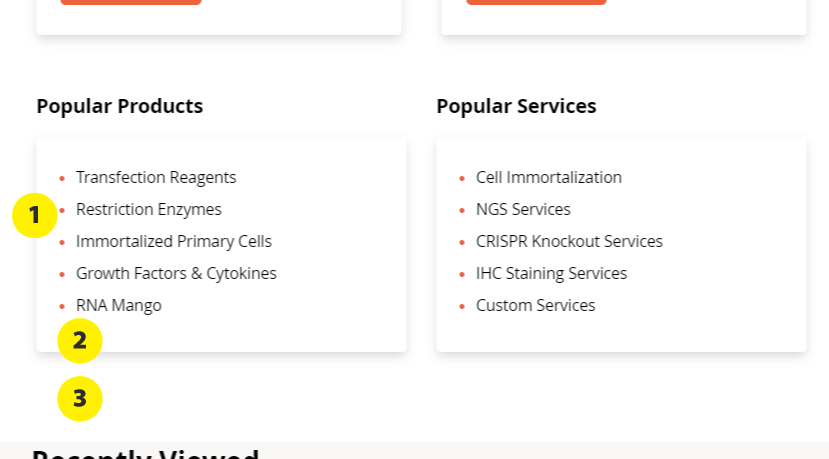 Popular Products
Transfection Reagents
1
Restriction Enzymes
Immortalized Primary Cells
Growth Factors & Cytokines
RNA Mango
2
3
Popular Services
Cell Immortalization
NGS Services
CRISPR Knockout Services
IHC Staining Services
Custom Services
Recently Viewed